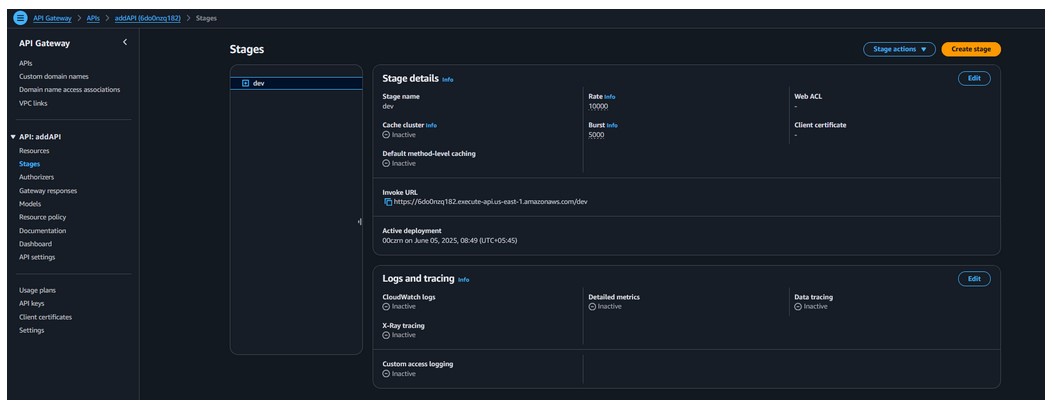 API Gateway > APIs > addAPI (6do0nzq182) > Stages
API Gateway
APIs
Custom domain names
Domain name access associations
VPC links
API: addAPI
Resources
Stages
Authorizers
Gateway responses
Models
Resource policy
Documentation
Dashboard
API settings
Usage plans
API keys
Client certificates
Settings
Stages
Stage actions
Create stage
dev
Stage details Info
Edit
Stage name
dev
Rate Info
10000
Web ACL
-
Cache cluster Info
Inactive
Burst Info
5000
Client certificate
-
Default method-level caching
Inactive
Invoke URL
https://6do0nzq182.execute-api.us-east-1.amazonaws.com/dev
Active deployment
00czrn on June 05, 2025, 08:49 (UTC+05:45)
Logs and tracing Info
Edit
CloudWatch logs
Inactive
Detailed metrics
Inactive
Data tracing
Inactive
X-Ray tracing
Inactive
Custom access logging
Inactive